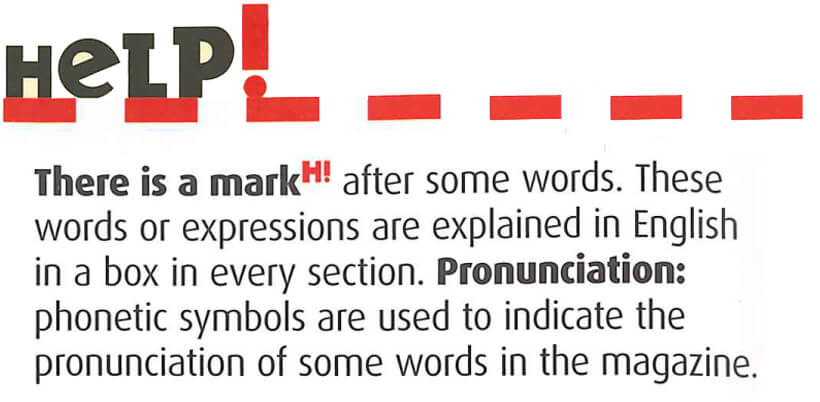 HeLP!
There is a markH! after some words. These
words or expressions are explained in English
in a box in every section. Pronunciation:
phonetic symbols are used to indicate the
pronunciation of some words in the magazine.